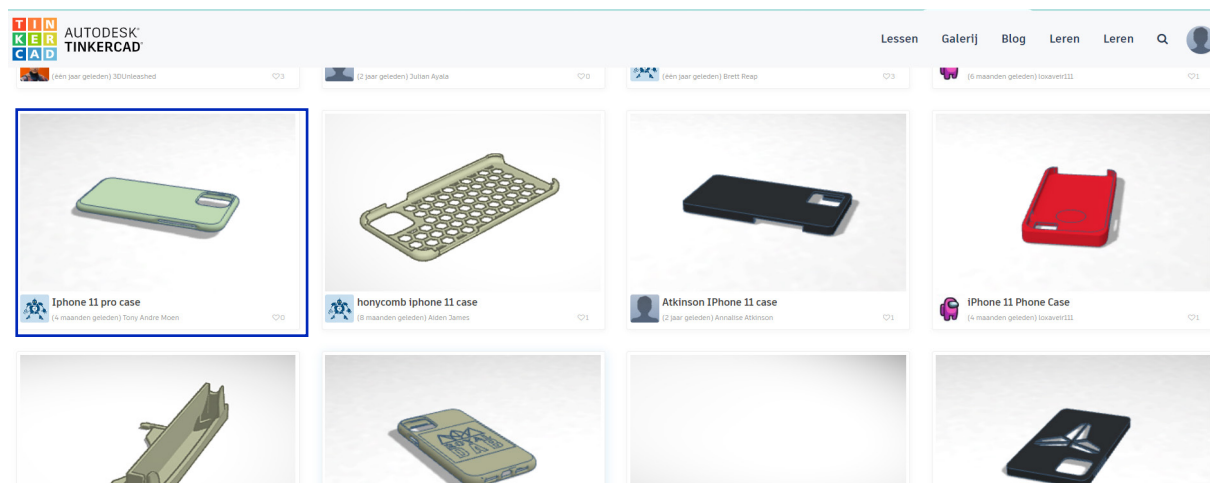 TIN
KER
CAD
AUTODESK®
TINKERCAD®
Lessen Galerij Blog Leren Leren
(één jaar geleden) 3DUnleashed 3
(2 jaar geleden) Julian Ayala 0
(één jaar geleden) Brett Reap 3
(6 maanden geleden) loxaveir111 1
Iphone 11 pro case
(4 maanden geleden) Tony Andre Moen 0
honycomb iphone 11 case
(8 maanden geleden) Aiden James 1
Atkinson IPhone 11 case
(2 jaar geleden) Annalise Atkinson 1
iPhone 11 Phone Case
(4 maanden geleden) loxaveir111 1
ROYAL
DAM